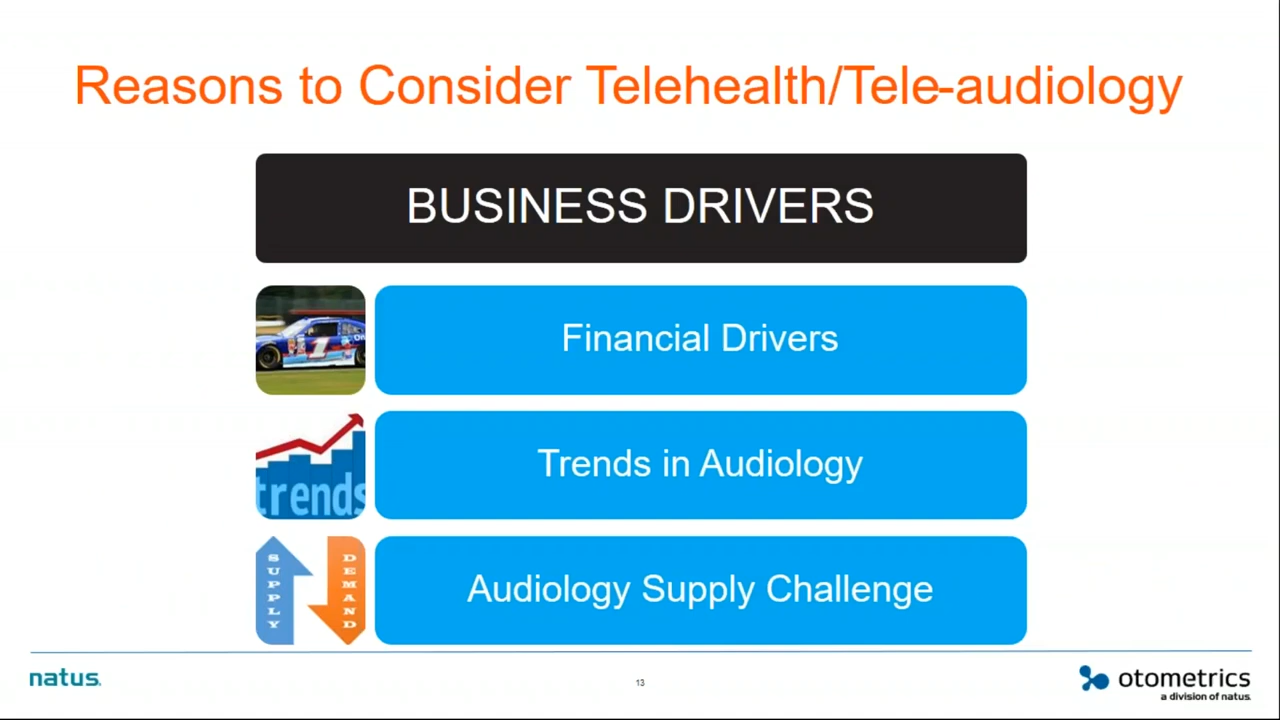 Reasons to Consider Telehealth/Tele-audiology
BUSINESS DRIVERS
1
Financial Drivers
trends
Trends in Audiology
SUPPLY
DEMAND
Audiology Supply Challenge
natus.
13
otometrics
a division of natus.